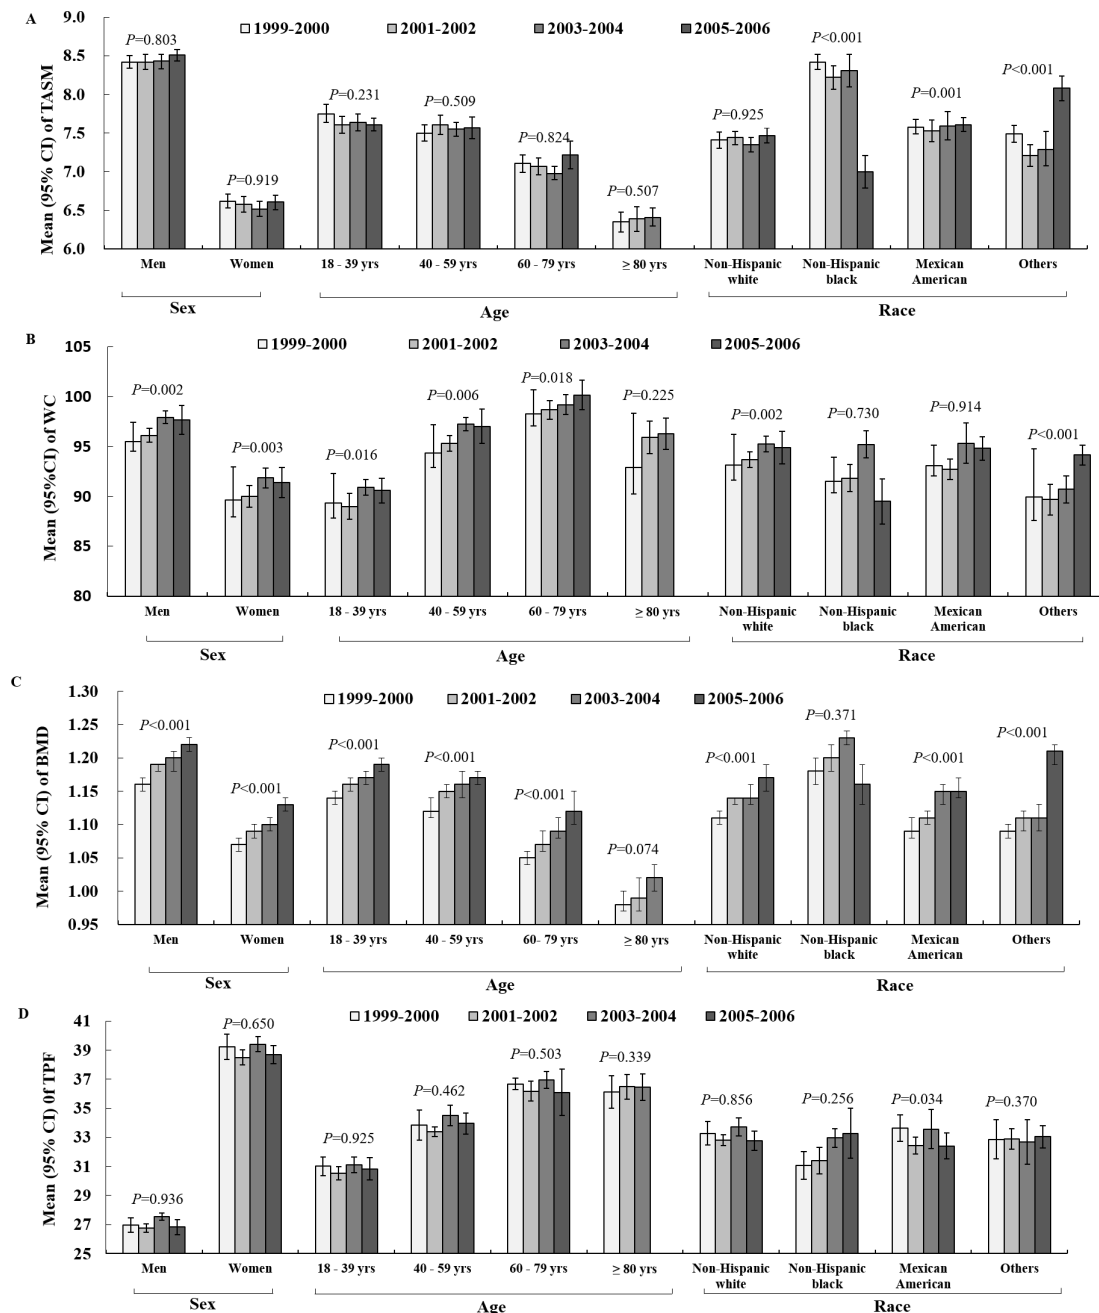 A
1999-2000 2001-2002 2003-2004 2005-2006
Mean (95% CI) of TASM
9.0
8.5
8.0
7.5
7.0
6.5
6.0
P=0.803
P=0.919
P=0.231
P=0.509
P=0.824
P=0.507
P=0.925
P<0.001
P=0.001
P<0.001
Men Women 18 - 39 yrs 40 - 59 yrs 60 - 79 yrs ≥ 80 yrs Non-Hispanic white Non-Hispanic black Mexican American Others
Sex Age Race
B
1999-2000 2001-2002 2003-2004 2005-2006
Mean (95%CI) of WC
105
100
95
90
85
80
P=0.002
P=0.003
P=0.016
P=0.006
P=0.018
P=0.225
P=0.002
P=0.730
P=0.914
P<0.001
Men Women 18 - 39 yrs 40 - 59 yrs 60 - 79 yrs ≥ 80 yrs Non-Hispanic white Non-Hispanic black Mexican American Others
Sex Age Race
C
1999-2000 2001-2002 2003-2004 2005-2006
Mean (95% CI) of BMD
1.30
1.25
1.20
1.15
1.10
1.05
1.00
0.95
P<0.001
P<0.001
P<0.001
P<0.001
P<0.001
P=0.074
P<0.001
P=0.371
P<0.001
P<0.001
Men Women 18 - 39 yrs 40 - 59 yrs 60- 79 yrs ≥ 80 yrs Non-Hispanic white Non-Hispanic black Mexican American Others
Sex Age Race
D
1999-2000 2001-2002 2003-2004 2005-2006
Mean (95% CI) 0f TPF
41
39
37
35
33
31
29
27
25
P=0.936
P=0.650
P=0.925
P=0.462
P=0.503
P=0.339
P=0.856
P=0.256
P=0.034
P=0.370
Men Women 18 - 39 yrs 40 - 59 yrs 60 - 79 yrs ≥ 80 yrs Non-Hispanic white Non-Hispanic black Mexican American Others
Sex Age Race